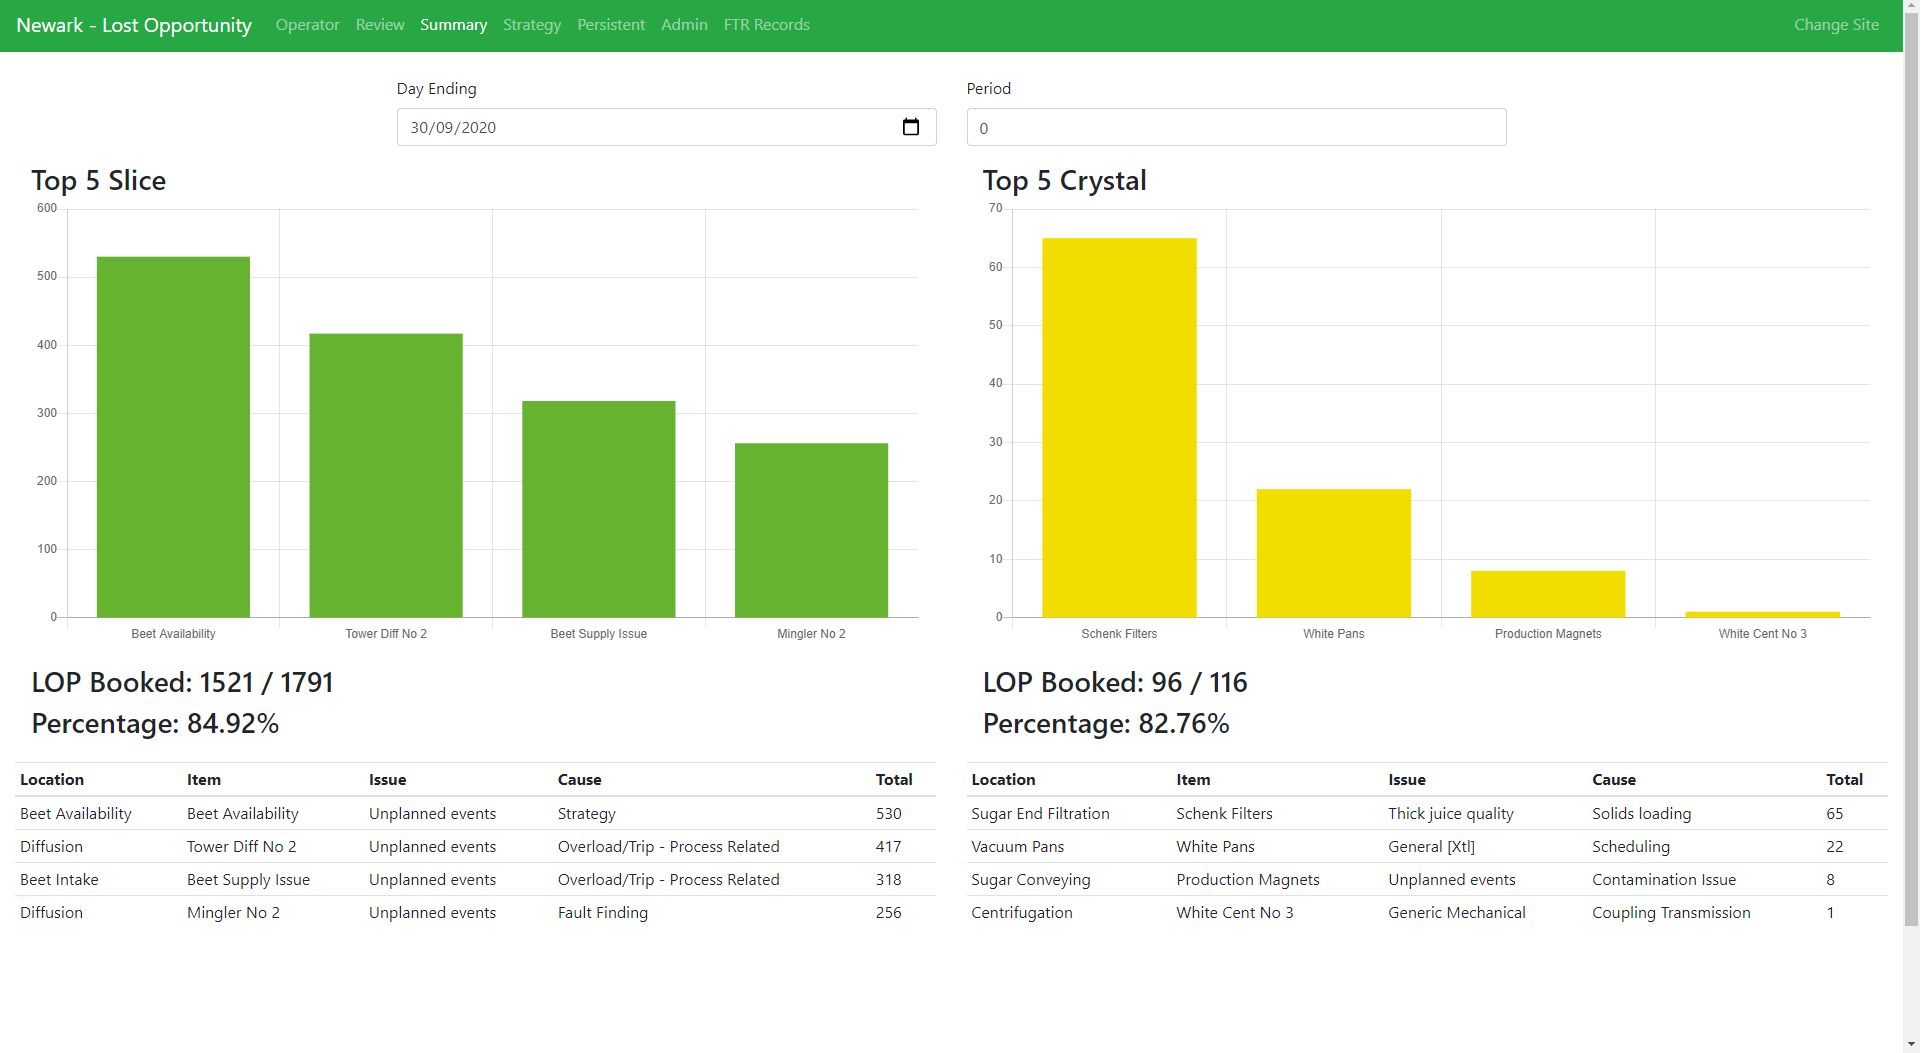 Newark - Lost Opportunity Operator Review Summary Strategy Persistent Admin FTR Records Change Site
Day Ending
30/09/2020
Period
0
Top 5 Slice
600
500
400
300
200
100
0
Beet Availability Tower Diff No 2 Beet Supply Issue Mingler No 2
LOP Booked: 1521 / 1791
Percentage: 84.92%
Location Item Issue Cause Total
Beet Availability Beet Availability Unplanned events Strategy 530
Diffusion Tower Diff No 2 Unplanned events Overload/Trip - Process Related 417
Beet Intake Beet Supply Issue Unplanned events Overload/Trip - Process Related 318
Diffusion Mingler No 2 Unplanned events Fault Finding 256
Top 5 Crystal
70
60
50
40
30
20
10
0
Schenk Filters White Pans Production Magnets White Cent No 3
LOP Booked: 96 / 116
Percentage: 82.76%
Location Item Issue Cause Total
Sugar End Filtration Schenk Filters Thick juice quality Solids loading 65
Vacuum Pans White Pans General [Xtl] Scheduling 22
Sugar Conveying Production Magnets Unplanned events Contamination Issue 8
Centrifugation White Cent No 3 Generic Mechanical Coupling Transmission 1